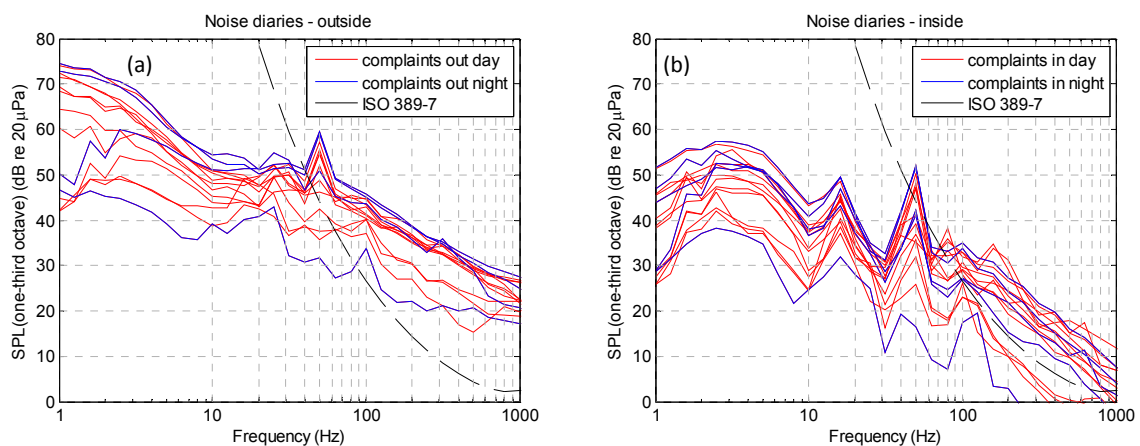 Noise diaries - outside
(a)
complaints out day
complaints out night
ISO 389-7
SPL(one-third octave) (dB re 20μPa)
80
70
60
50
40
30
20
10
0
1
10
100
1000
Frequency (Hz)
Noise diaries - inside
(b)
complaints in day
complaints in night
ISO 389-7
SPL(one-third octave) (dB re 20μPa)
80
70
60
50
40
30
20
10
0
1
10
100
1000
Frequency (Hz)